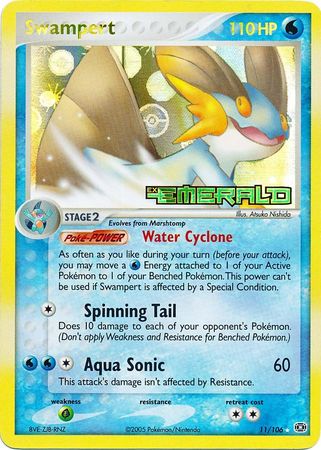 Swampert 110 HP
EX
EMERALD
Illus. Atsuko Nishida
STAGE 2 Evolves from Marshtomp
Poké-POWER Water Cyclone
As often as you like during your turn (before your attack),
you may move a Energy attached to 1 of your Active
Pokémon to 1 of your Benched Pokémon. This power can't
be used if Swampert is affected by a Special Condition.
Spinning Tail
Does 10 damage to each of your opponent's Pokémon.
(Don't apply Weakness and Resistance for Benched Pokémon.)
Aqua Sonic 60
This attack's damage isn't affected by Resistance.
weakness resistance retreat cost
8VE-ZJB-RNZ ©2005 Pokémon/Nintendo 11/106